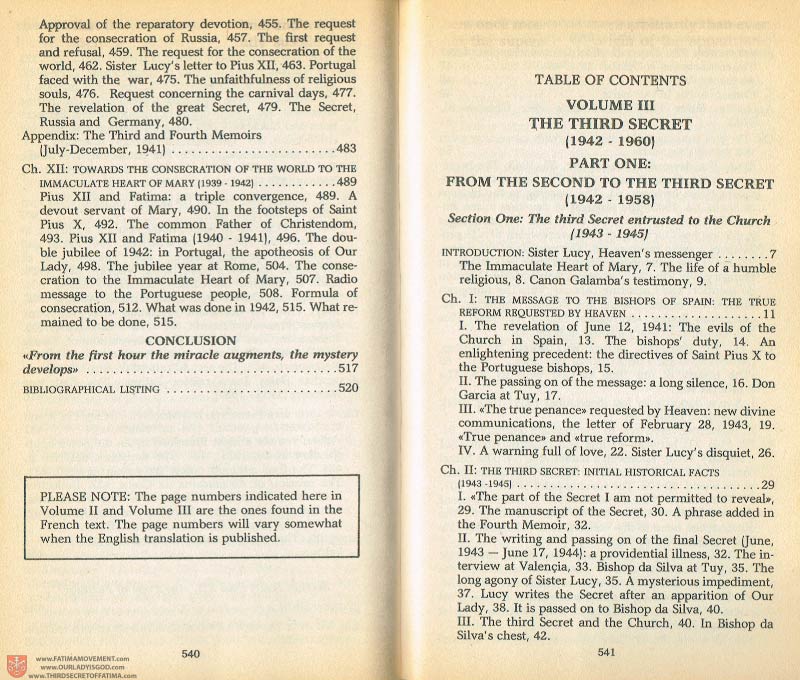 Approval of the reparatory devotion, 455. The request
for the consecration of Russia, 457. The first request
and refusal, 459. The request for the consecration of the
world, 462. Sister Lucy's letter to Pius XII, 463. Portugal
faced with the war, 475. The unfaithfulness of religious
souls, 476. Request concerning the carnival days, 477.
The revelation of the great Secret, 479. The Secret,
Russia and Germany, 480.
Appendix: The Third and Fourth Memoirs
(July-December, 1941) ........................483
Ch. XII: TOWARDS THE CONSECRATION OF THE WORLD TO THE
IMMACULATE HEART OF MARY (1939 - 1942) ............489
Pius XII and Fatima: a triple convergence, 489. A
devout servant of Mary, 490. In the footsteps of Saint
Pius X, 492. The common Father of Christendom,
493. Pius XII and Fatima (1940 - 1941), 496. The dou-
ble jubilee of 1942: in Portugal, the apotheosis of Our
Lady, 498. The jubilee year at Rome, 504. The conse-
cration to the Immaculate Heart of Mary, 507. Radio
message to the Portuguese people, 508. Formula of
consecration, 512. What was done in 1942, 515. What re-
mained to be done, 515.
CONCLUSION
«From the first hour the miracle augments, the mystery
develops» ....................................517
BIBLIOGRAPHICAL LISTING ........................520
PLEASE NOTE: The page numbers indicated here in
Volume II and Volume III are the ones found in the
French text. The page numbers will vary somewhat
when the English translation is published.
540
www.FATIMAMOVEMENT.com
www.OURLADYISGOD.com
www.THIRDSECRETOFFATIMA.com
TABLE OF CONTENTS
VOLUME III
THE THIRD SECRET
(1942 - 1960)
PART ONE:
FROM THE SECOND TO THE THIRD SECRET
(1942 - 1958)
Section One: The third Secret entrusted to the Church
(1943 - 1945)
INTRODUCTION: Sister Lucy, Heaven's messenger ........7
The Immaculate Heart of Mary, 7. The life of a humble
religious, 8. Canon Galamba's testimony, 9.
Ch. I: THE MESSAGE TO THE BISHOPS OF SPAIN: THE TRUE
REFORM REQUESTED BY HEAVEN ....................11
I. The revelation of June 12, 1941: The evils of the
Church in Spain, 13. The bishops' duty, 14. An
enlightening precedent: the directives of Saint Pius X to
the Portuguese bishops, 15.
II. The passing on of the message: a long silence, 16. Don
Garcia at Tuy, 17.
III. «The true penance» requested by Heaven: new divine
communications, the letter of February 28, 1943, 19.
«True penance» and «true reform».
IV. A warning full of love, 22. Sister Lucy's disquiet, 26.
Ch. II: THE THIRD SECRET: INITIAL HISTORICAL FACTS
(1943 -1945) ....................................29
I. «The part of the Secret I am not permitted to reveal»,
29. The manuscript of the Secret, 30. A phrase added in
the Fourth Memoir, 32.
II. The writing and passing on of the final Secret (June,
1943 — June 17, 1944): a providential illness, 32. The in-
terview at Valençia, 33. Bishop da Silva at Tuy, 35. The
long agony of Sister Lucy, 35. A mysterious impediment,
37. Lucy writes the Secret after an apparition of Our
Lady, 38. It is passed on to Bishop da Silva, 40.
III. The third Secret and the Church, 40. In Bishop da
Silva's chest, 42.
541